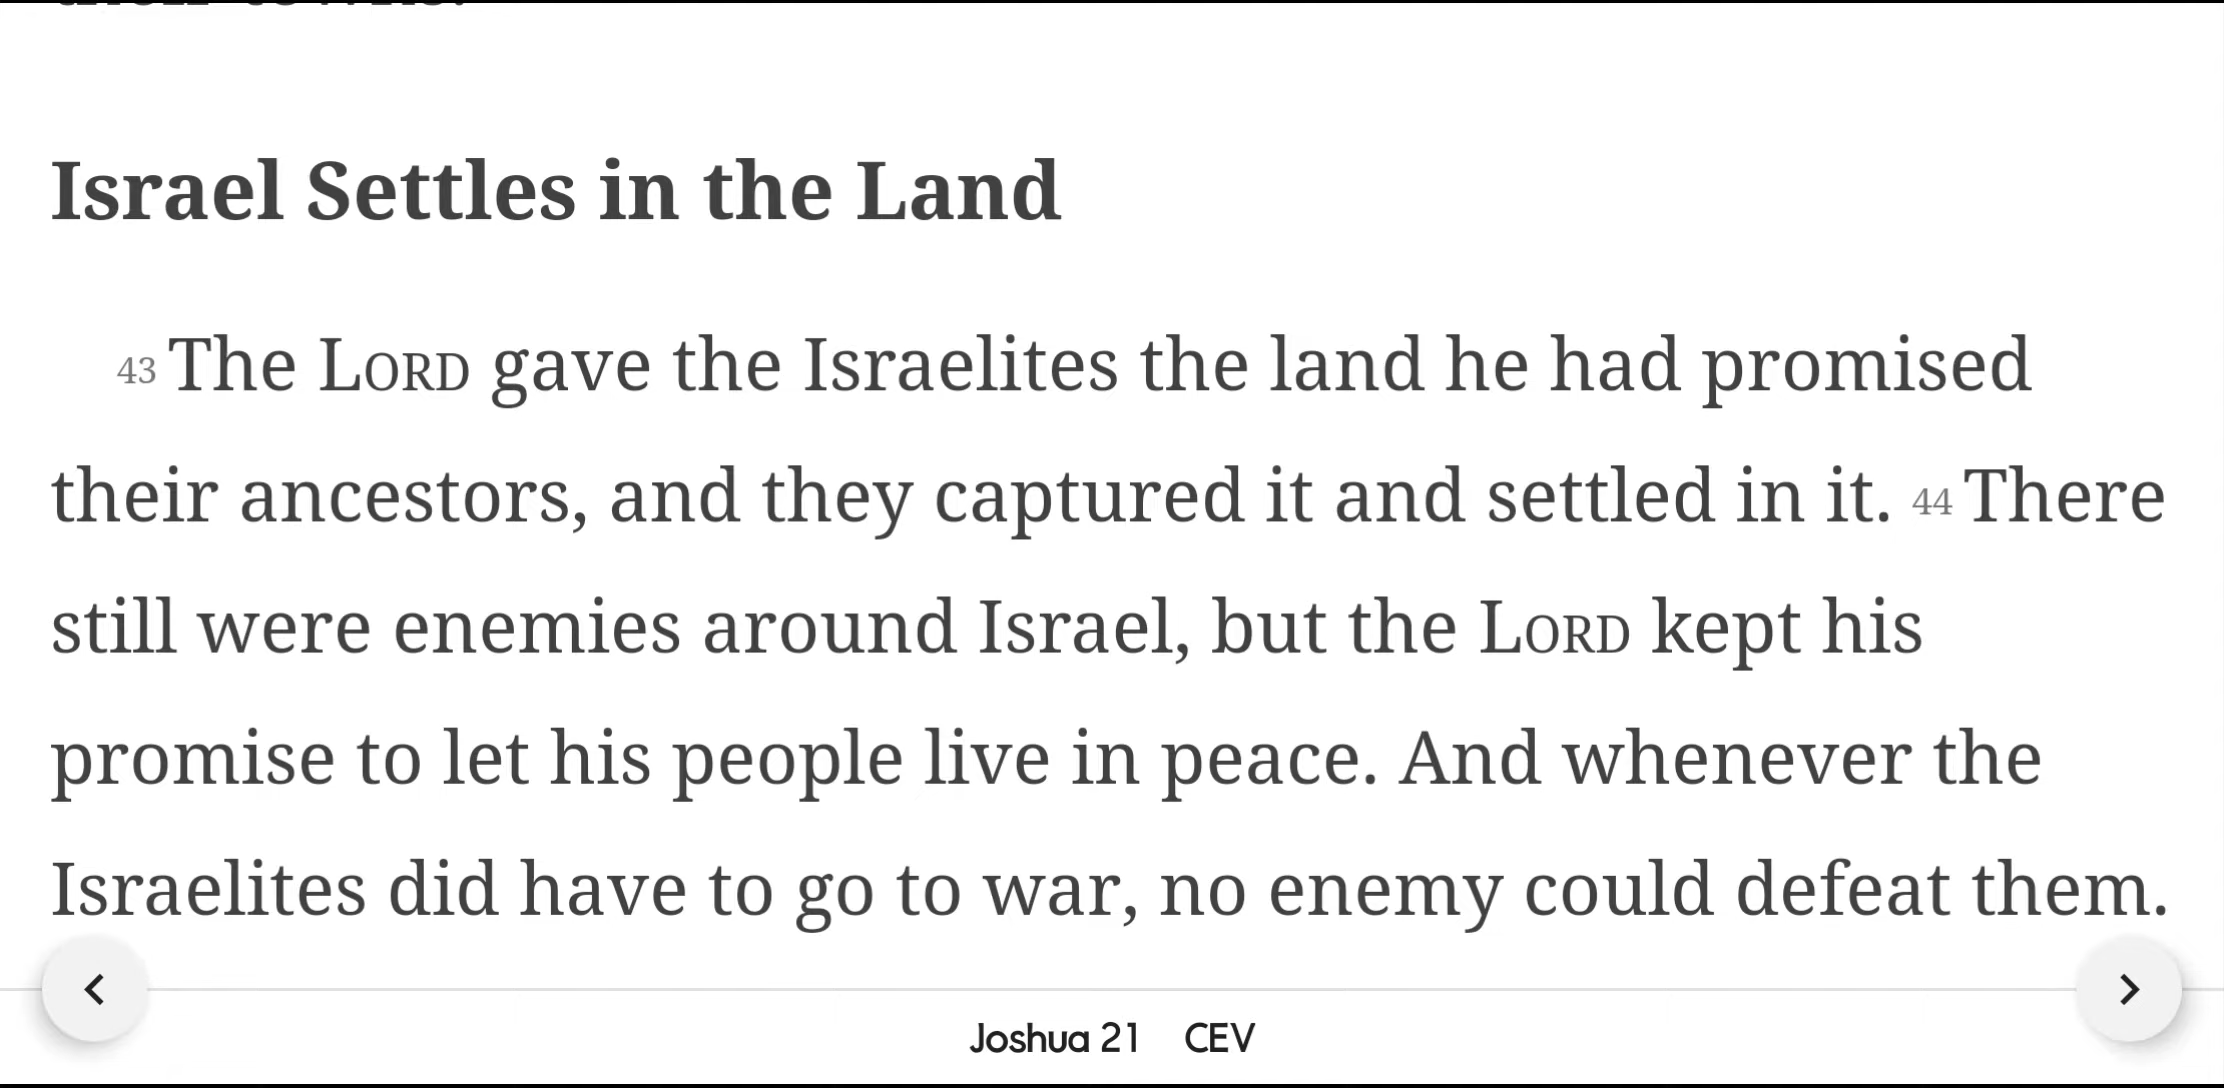 Israel Settles in the Land
43 The LORD gave the Israelites the land he had promised
their ancestors, and they captured it and settled in it. 44 There
still were enemies around Israel, but the LORD kept his
promise to let his people live in peace. And whenever the
Israelites did have to go to war, no enemy could defeat them.
Joshua 21 CEV